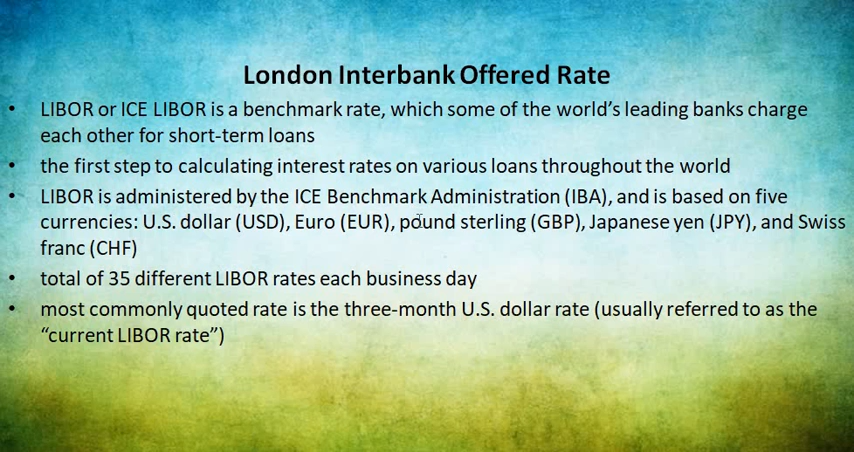 London Interbank Offered Rate
• LIBOR or ICE LIBOR is a benchmark rate, which some of the world’s leading banks charge
each other for short-term loans
• the first step to calculating interest rates on various loans throughout the world
• LIBOR is administered by the ICE Benchmark Administration (IBA), and is based on five
currencies: U.S. dollar (USD), Euro (EUR), pound sterling (GBP), Japanese yen (JPY), and Swiss
franc (CHF)
• total of 35 different LIBOR rates each business day
• most commonly quoted rate is the three-month U.S. dollar rate (usually referred to as the
“current LIBOR rate”)